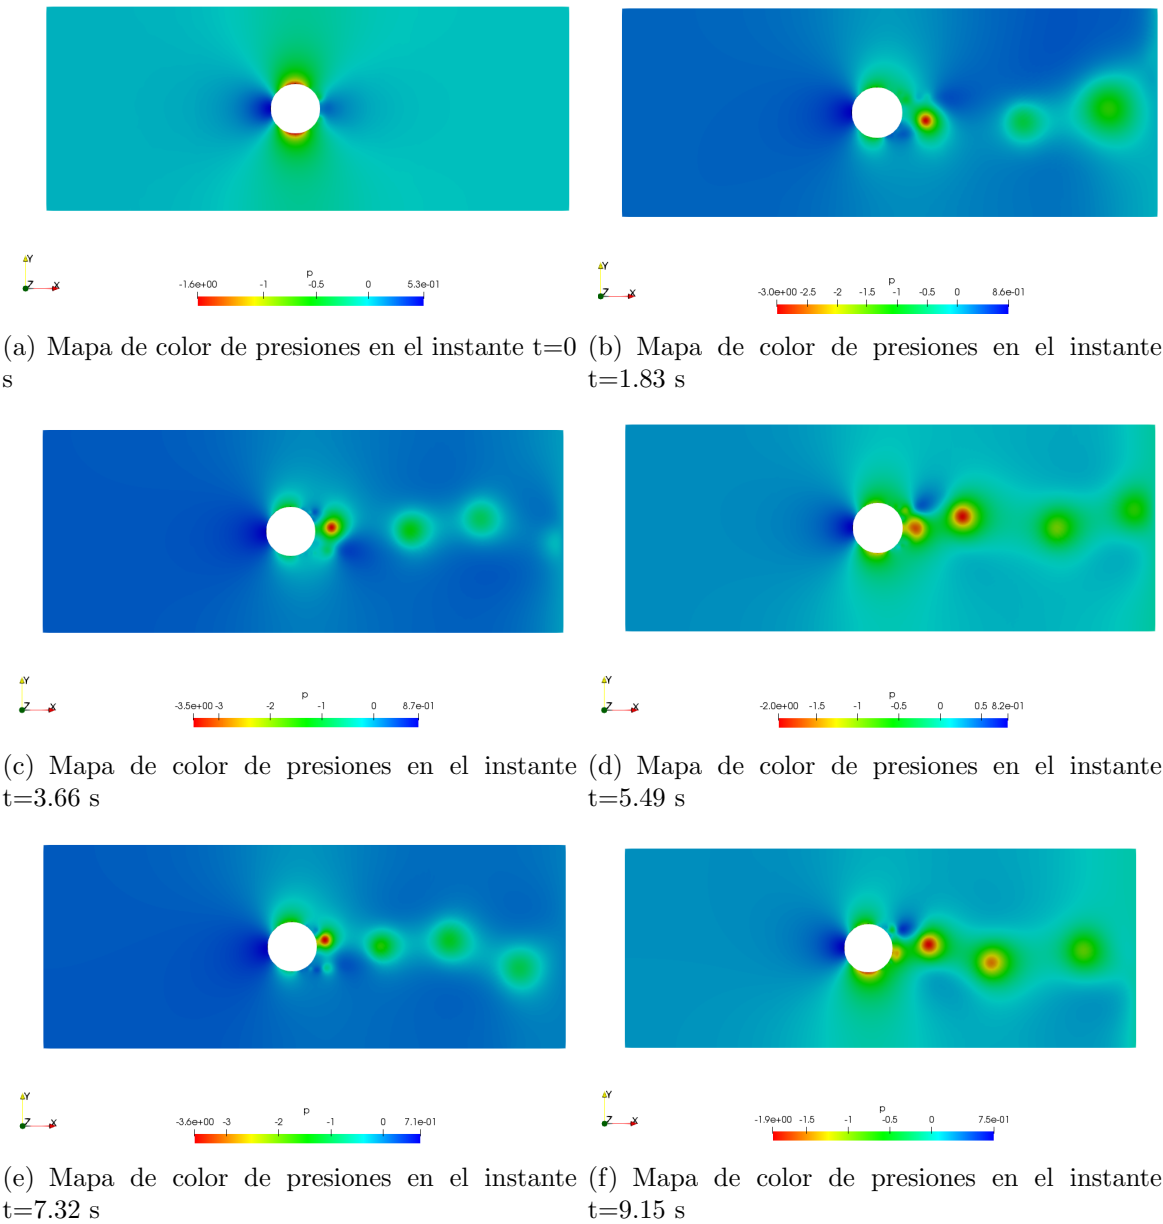 p
-1.6e+00 -1 -0.5 0 5.3e-01
Y
Z X
(a) Mapa de color de presiones en el instante t=0
s
p
-3.0e+00 -2.5 -2 -1.5 -1 -0.5 0 8.6e-01
Y
Z X
(b) Mapa de color de presiones en el instante
t=1.83 s
p
-3.5e+00 -3 -2 -1 0 8.7e-01
Y
Z X
(c) Mapa de color de presiones en el instante
t=3.66 s
p
-2.0e+00 -1.5 -1 -0.5 0 0.5 8.2e-01
Y
Z X
(d) Mapa de color de presiones en el instante
t=5.49 s
p
-3.6e+00 -3 -2 -1 0 7.1e-01
Y
Z X
(e) Mapa de color de presiones en el instante
t=7.32 s
p
-1.9e+00 -1.5 -1 -0.5 0 7.5e-01
Y
Z X
(f) Mapa de color de presiones en el instante
t=9.15 s